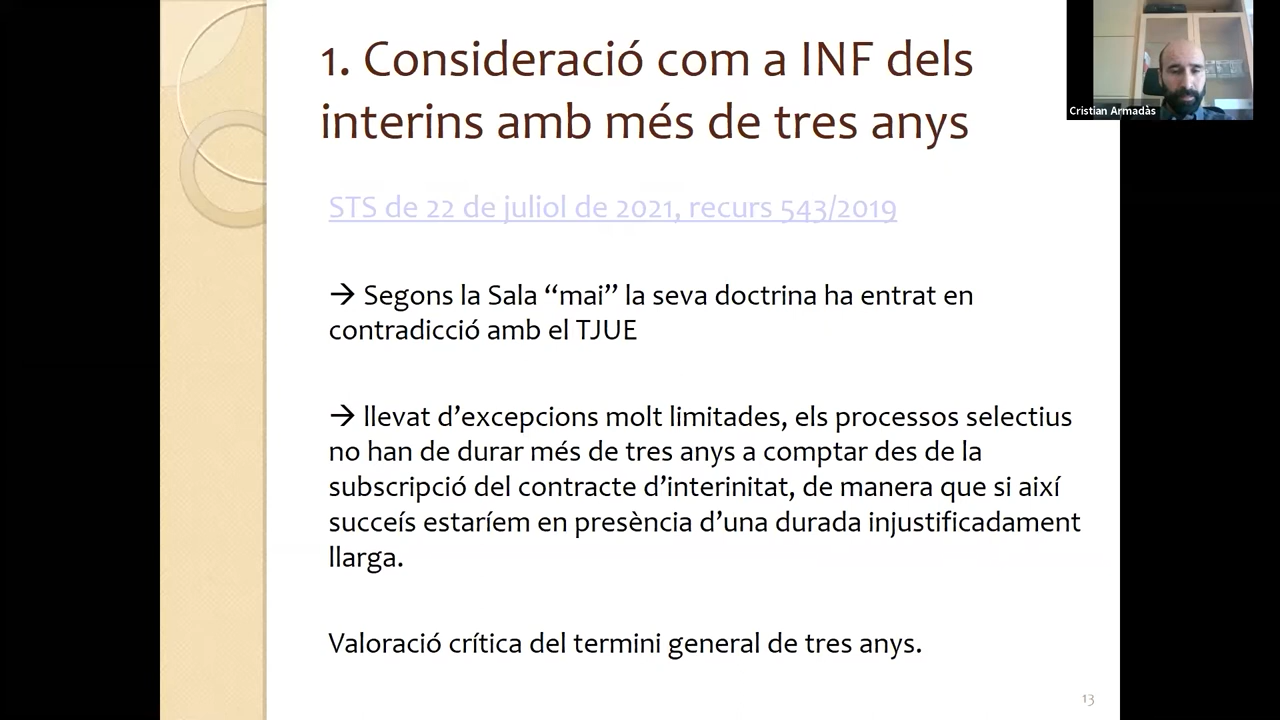 1. Consideració com a INF dels
interins amb més de tres anys
Cristian Armadàs
STS de 22 de juliol de 2021, recurs 543/2019
→ Segons la Sala “mai” la seva doctrina ha entrat en
contradicció amb el TJUE
→ llevat d’excepcions molt limitades, els processos selectius
no han de durar més de tres anys a comptar des de la
subscripció del contracte d’interinitat, de manera que si així
succeís estaríem en presència d’una durada injustificadament
llarga.
Valoració crítica del termini general de tres anys.
13